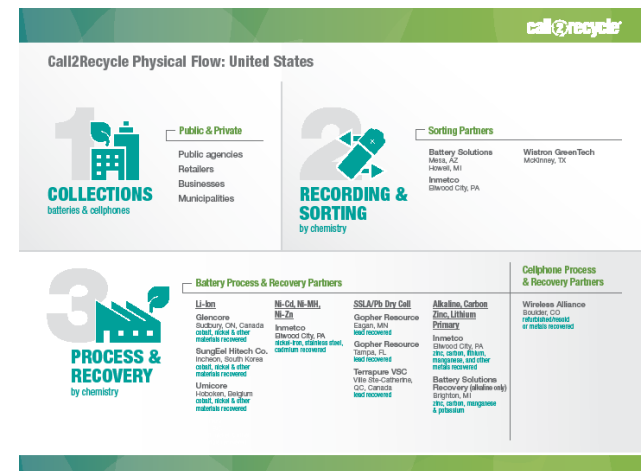 call2recycle
Call2Recycle Physical Flow: United States
1
COLLECTIONS
batteries & cellphones
Public & Private
Public agencies
Retailers
Businesses
Municipalities
2
RECORDING &
SORTING
by chemistry
Sorting Partners
Battery Solutions
Mesa, AZ
Howell, MI
Inmetco
Ellwood City, PA
Wistron GreenTech
McKinney, TX
3
PROCESS &
RECOVERY
by chemistry
Battery Process & Recovery Partners
Li-Ion
Glencore
Sudbury, ON, Canada
cobalt, nickel & other
materials recovered
SungEel Hitech Co.
Incheon, South Korea
cobalt, nickel & other
materials recovered
Umicore
Hoboken, Belgium
cobalt, nickel & other
materials recovered
Ni-Cd, Ni-MH,
Ni-Zn
Inmetco
Ellwood City, PA
nickel-iron, stainless steel,
cadmium recovered
SSLA/Pb Dry Cell
Gopher Resource
Eagan, MN
lead recovered
Gopher Resource
Tampa, FL
lead recovered
Terrapure VSC
Ville Ste-Catherine,
QC, Canada
lead recovered
Alkaline, Carbon
Zinc, Lithium
Primary
Inmetco
Ellwood City, PA
zinc, carbon, lithium,
manganese, and other
metals recovered
Battery Solutions
Recovery (alkaline only)
Brighton, MI
zinc, carbon, manganese
& potassium
Cellphone Process
& Recovery Partners
Wireless Alliance
Boulder, CO
refurbished/resold
or metals recovered